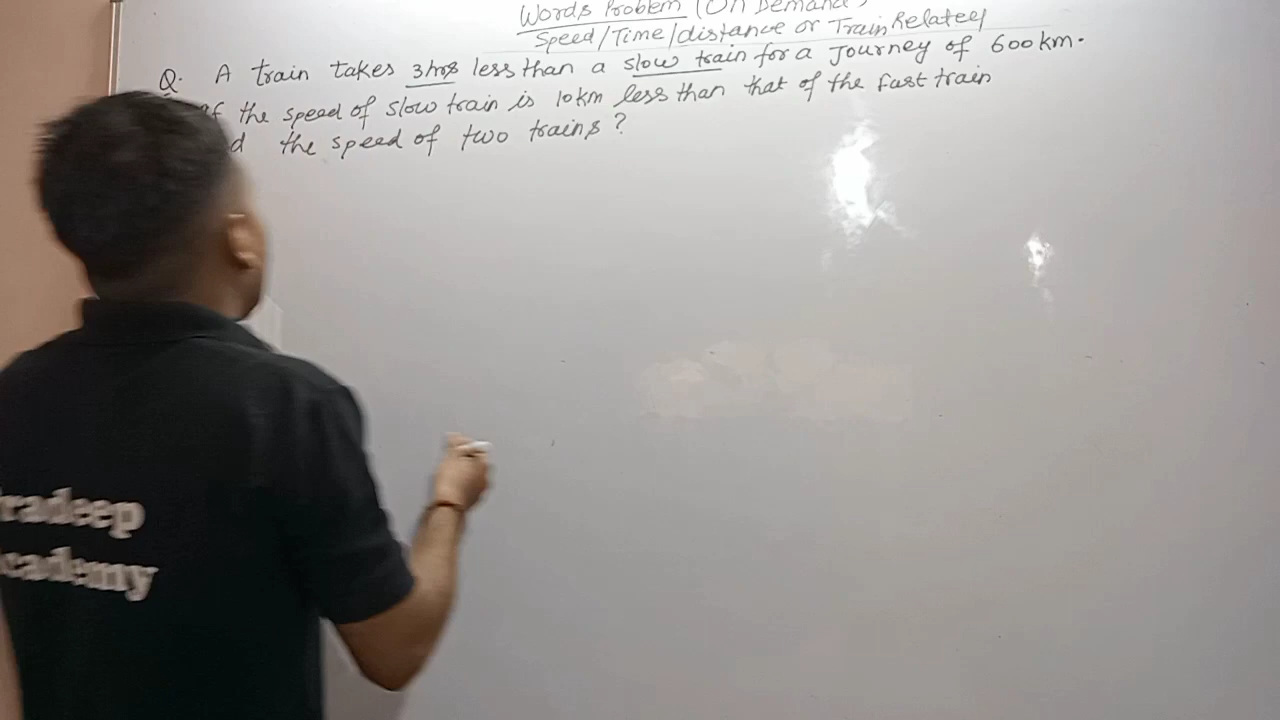 Words Problem (On Demand)
Speed/Time/distance or Train Related
Q. A train takes 3hrs less than a slow train for a Journey of 600km.
if the speed of slow train is 10km less than that of the fast train
d the speed of two trains?
radeep
cademy